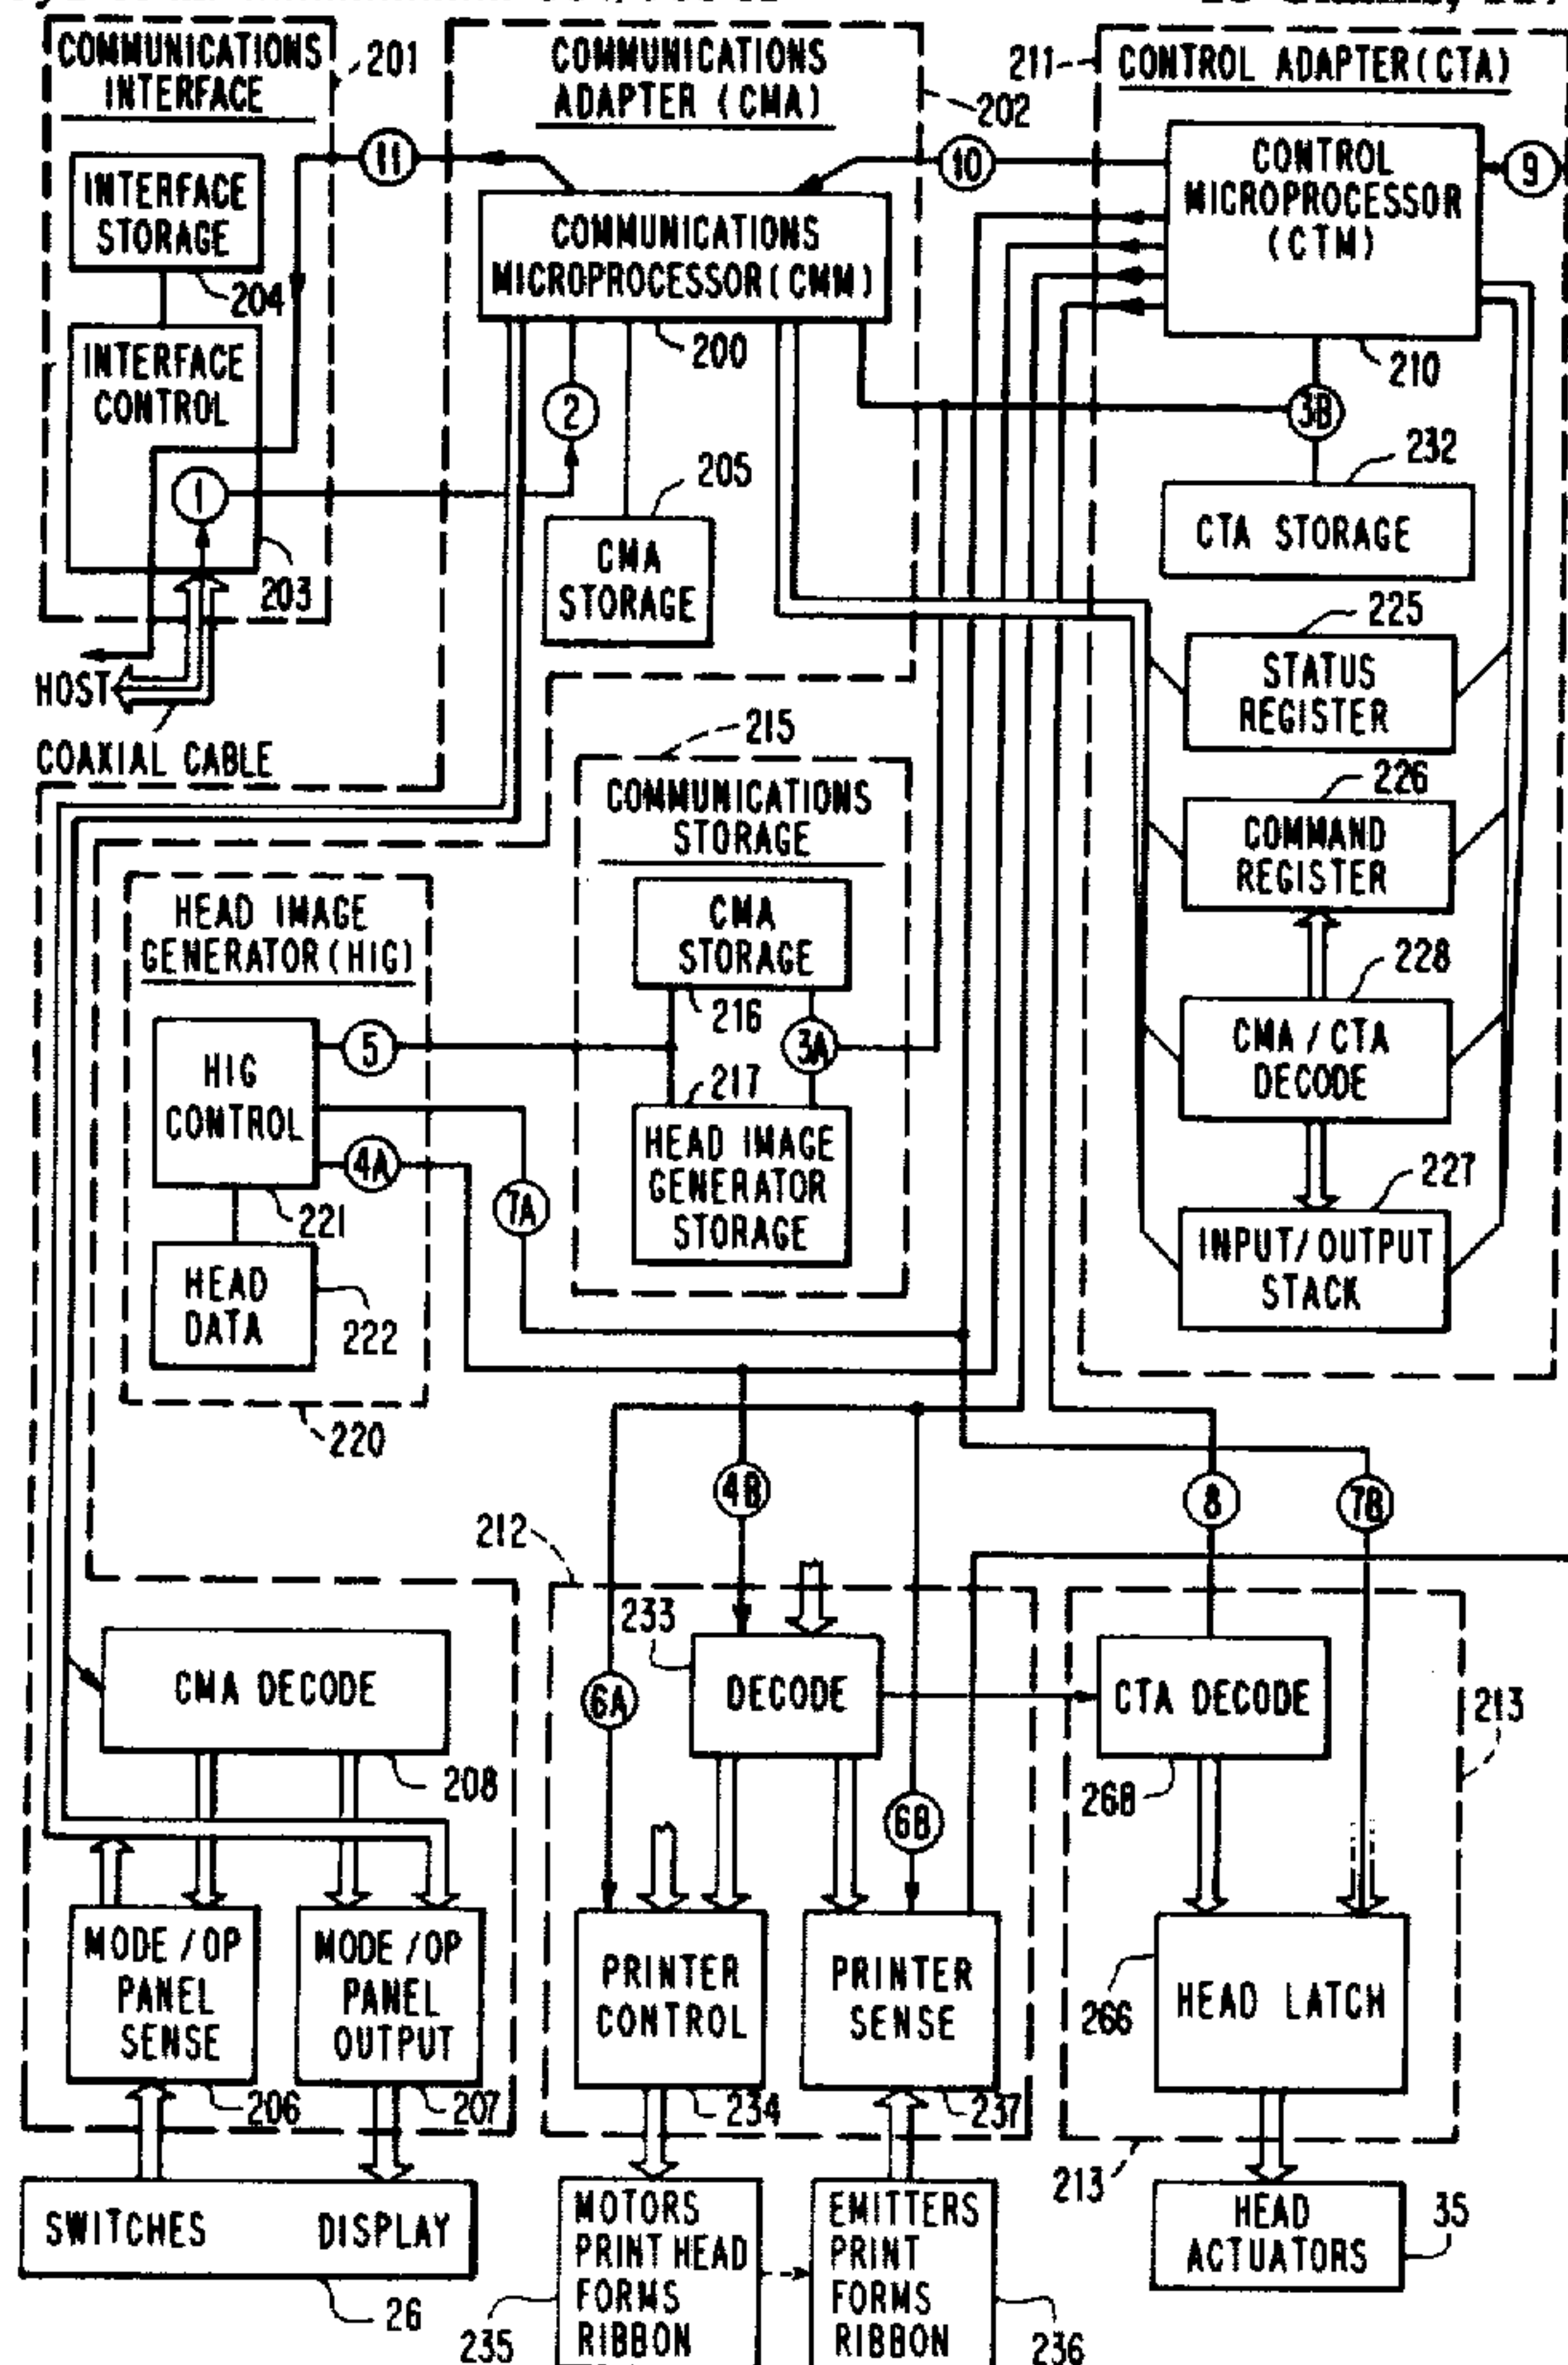 COMMUNICATIONS
INTERFACE
201
INTERFACE
STORAGE
204
INTERFACE
CONTROL
1
203
HOST
COAXIAL CABLE
11
COMMUNICATIONS
ADAPTER (CMA)
202
COMMUNICATIONS
MICROPROCESSOR (CMM)
200
2
205
CMA
STORAGE
10
211
CONTROL ADAPTER (CTA)
CONTROL
MICROPROCESSOR
(CTM)
9
210
3B
232
CTA STORAGE
225
STATUS
REGISTER
226
COMMAND
REGISTER
228
CMA / CTA
DECODE
227
INPUT/OUTPUT
STACK
215
COMMUNICATIONS
STORAGE
CMA
STORAGE
216
3A
217
HEAD IMAGE
GENERATOR
STORAGE
HEAD IMAGE
GENERATOR (HIG)
HIG
CONTROL
5
4A
7A
221
HEAD
DATA
222
220
4B
8
7B
212
233
6A
DECODE
6B
CTA DECODE
268
213
CMA DECODE
208
MODE / OP
PANEL
SENSE
206
MODE / OP
PANEL
OUTPUT
207
PRINTER
CONTROL
234
PRINTER
SENSE
237
266
HEAD LATCH
213
SWITCHES DISPLAY
26
MOTORS
PRINT HEAD
FORMS
RIBBON
235
EMITTERS
PRINT
FORMS
RIBBON
236
HEAD
ACTUATORS
35